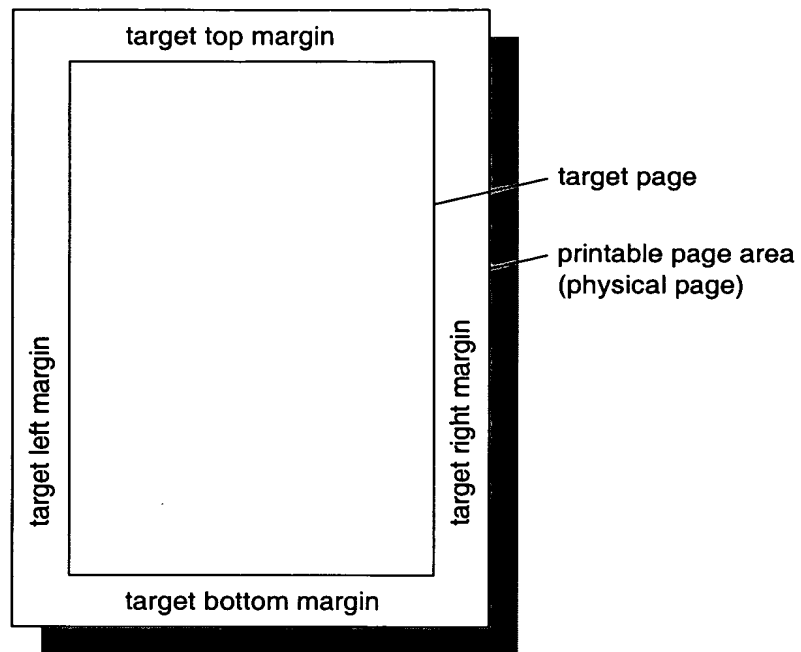 target top margin
target page
printable page area
(physical page)
target left margin
target right margin
target bottom margin